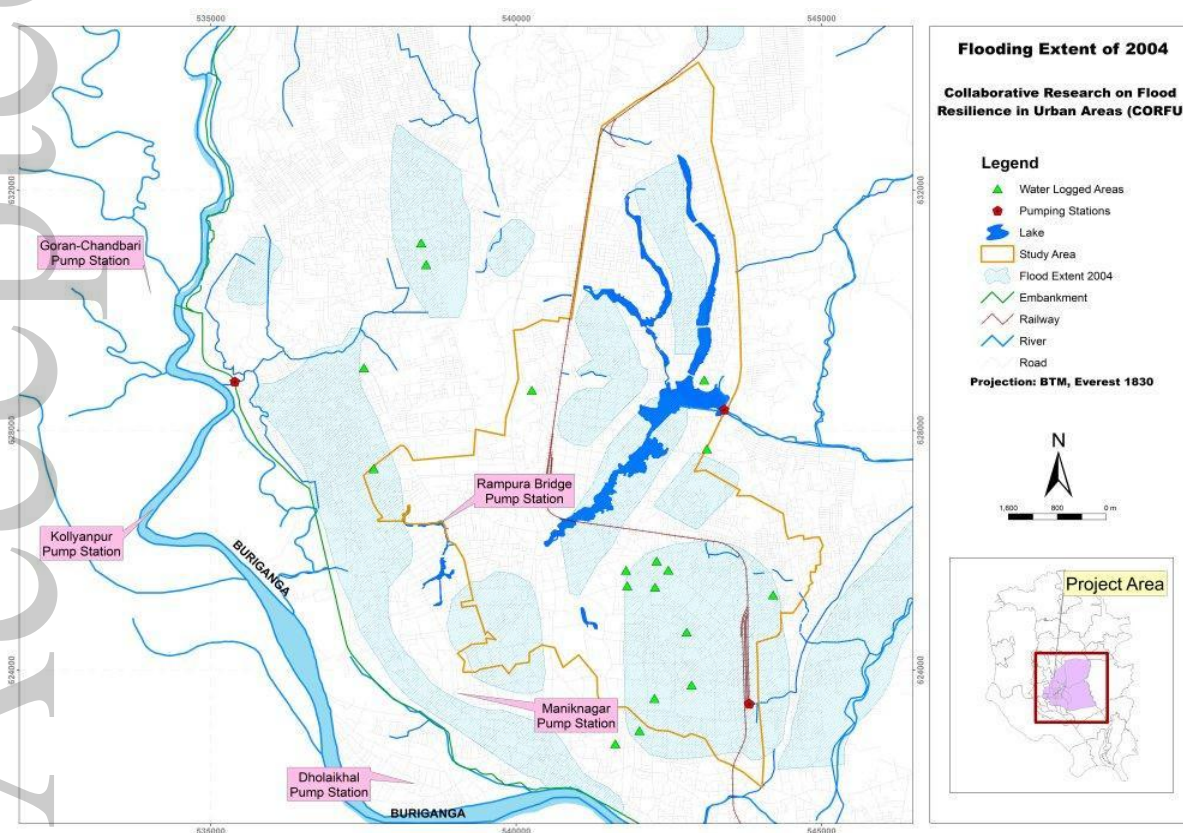 535000
540000
545000
632000
628000
624000
632000
628000
624000
Goran-Chandbari
Pump Station
Kollyanpur
Pump Station
Rampura Bridge
Pump Station
Maniknagar
Pump Station
Dholaikhal
Pump Station
BURIGANGA
BURIGANGA
535000
540000
545000
Flooding Extent of 2004
Collaborative Research on Flood
Resilience in Urban Areas (CORFU
Legend
Water Logged Areas
Pumping Stations
Lake
Study Area
Flood Extent 2004
Embankment
Railway
River
Road
Projection: BTM, Everest 1830
N
1,600 800 0 m
Project Area